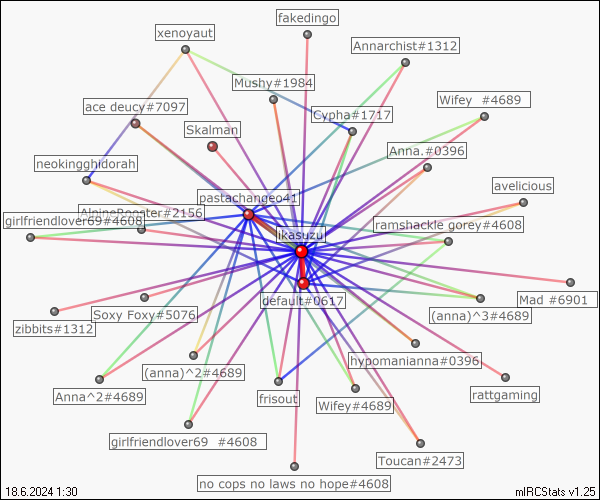 fakedingo
xenoyaut
Annarchist#1312
Mushy#1984
Wifey #4689
ace deucy#7097
Cypha#1717
Skalman
Anna.#0396
neokingghidorah
avelicious
pastachangeo41
AlpineRooster#2156
girlfriendlover69#4608
ramshackle gorey#4608
ikasuzu
default#0617
Mad #6901
Soxy Foxy#5076
(anna)^3#4689
zibbits#1312
hypomanianna#0396
(anna)^2#4689
Anna^2#4689
frisout
rattgaming
Wifey#4689
girlfriendlover69 #4608
Toucan#2473
no cops no laws no hope#4608
18.6.2024 1:30
mIRCStats v1.25